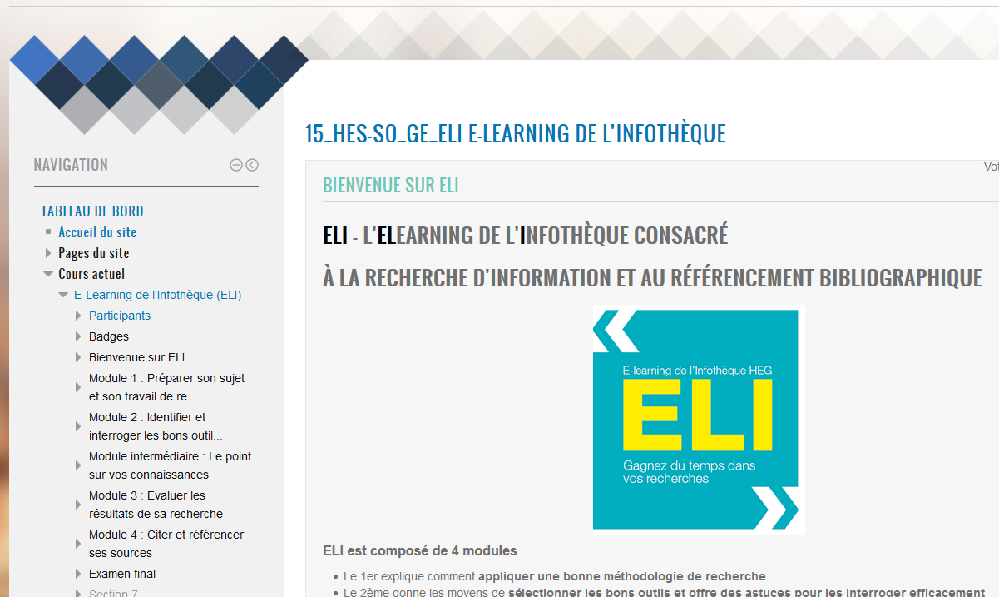 15_HES-SO_GE_ELI E-LEARNING DE L’INFOTHÈQUE
NAVIGATION
TABLEAU DE BORD
Accueil du site
Pages du site
Cours actuel
E-Learning de l'Infothèque (ELI)
Participants
Badges
Bienvenue sur ELI
Module 1 : Préparer son sujet
et son travail de re...
Module 2 : Identifier et
interroger les bons outil...
Module intermédiaire : Le point
sur vos connaissances
Module 3 : Evaluer les
résultats de sa recherche
Module 4 : Citer et référencer
ses sources
Examen final
Section 7
BIENVENUE SUR ELI
ELI - L'ELEARNING DE L'INFOTHÈQUE CONSACRÉ
À LA RECHERCHE D'INFORMATION ET AU RÉFÉRENCEMENT BIBLIOGRAPHIQUE
E-learning de l'Infothèque HEG
ELI
Gagnez du temps dans
vos recherches
ELI est composé de 4 modules
Le 1er explique comment appliquer une bonne méthodologie de recherche
Le 2ème donne les moyens de sélectionner les bons outils et offre des astuces pour les interroger efficacement